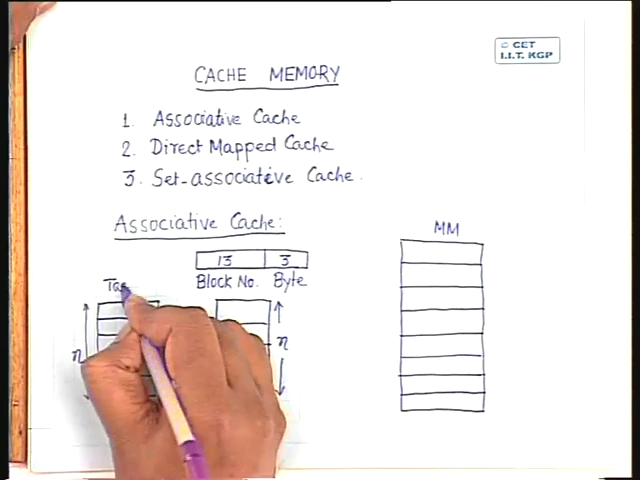 © CET
I.I.T. KGP
CACHE MEMORY
1. Associative Cache
2. Direct Mapped Cache
3. Set-associative Cache.
Associative Cache:
MM
13 3
Block No. Byte
Tag
n n